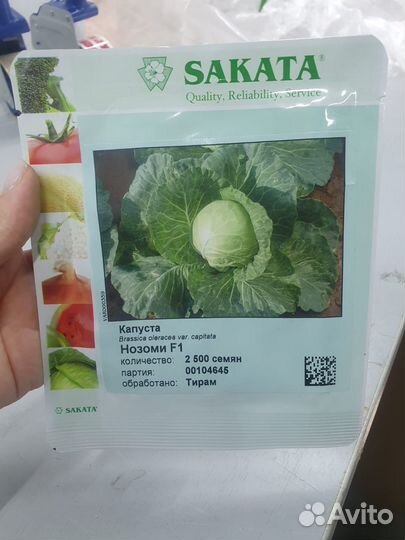 SAKATA®
Quality, Reliability, Service
Капуста
Brassica oleracea var. capitata
Нозоми F1
количество: 2 500 семян
партия: 00104645
обработано: Тирам
SAKATA
Avito